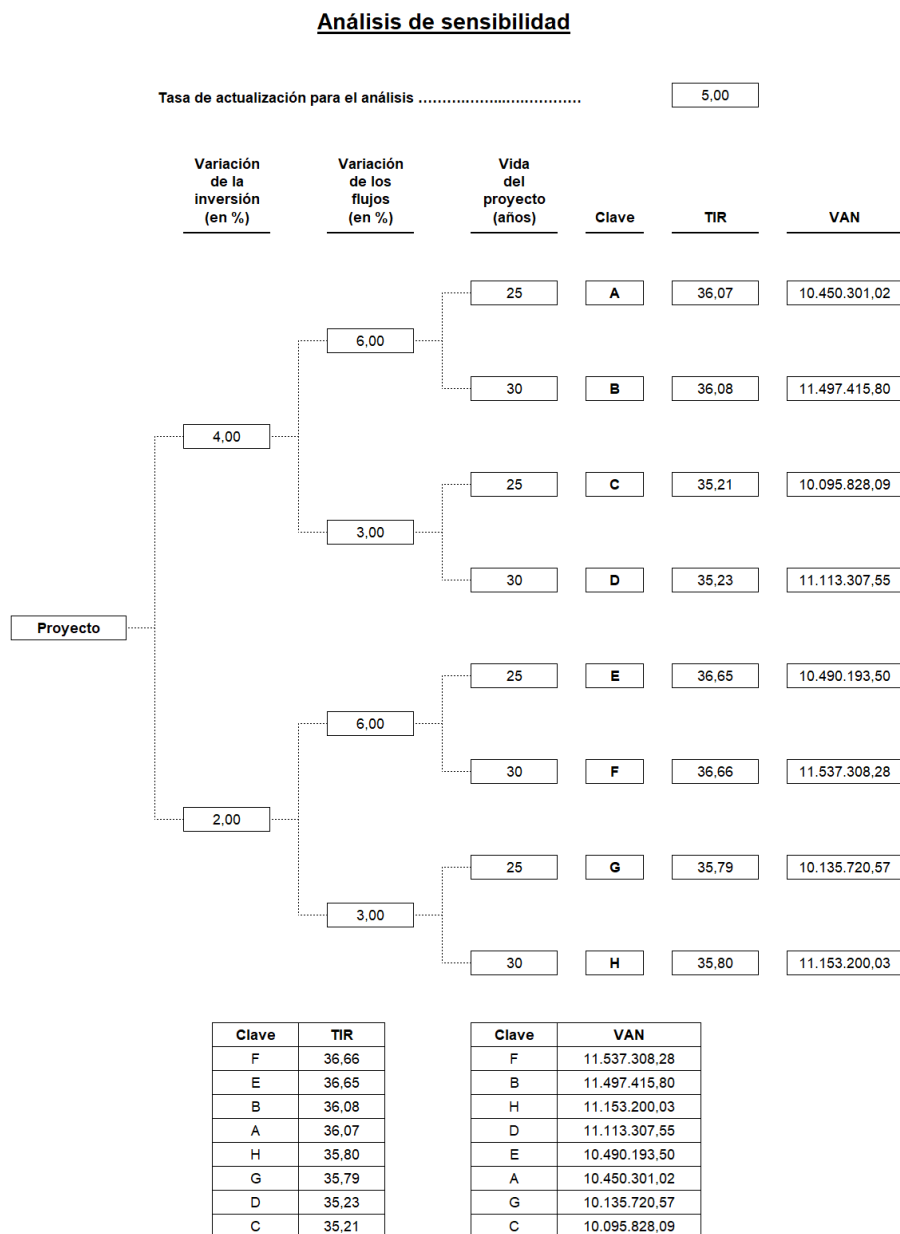 Análisis de sensibilidad
Tasa de actualización para el análisis ……….……...….………… 5,00
Variación de la inversión (en %) Variación de los flujos (en %) Vida del proyecto (años) Clave TIR VAN
25 A 36,07 10.450.301,02
6,00
30 B 36,08 11.497.415,80
4,00
25 C 35,21 10.095.828,09
3,00
30 D 35,23 11.113.307,55
Proyecto
25 E 36,65 10.490.193,50
6,00
30 F 36,66 11.537.308,28
2,00
25 G 35,79 10.135.720,57
3,00
30 H 35,80 11.153.200,03
Clave TIR
F 36,66
E 36,65
B 36,08
A 36,07
H 35,80
G 35,79
D 35,23
C 35,21
Clave VAN
F 11.537.308,28
B 11.497.415,80
H 11.153.200,03
D 11.113.307,55
E 10.490.193,50
A 10.450.301,02
G 10.135.720,57
C 10.095.828,09